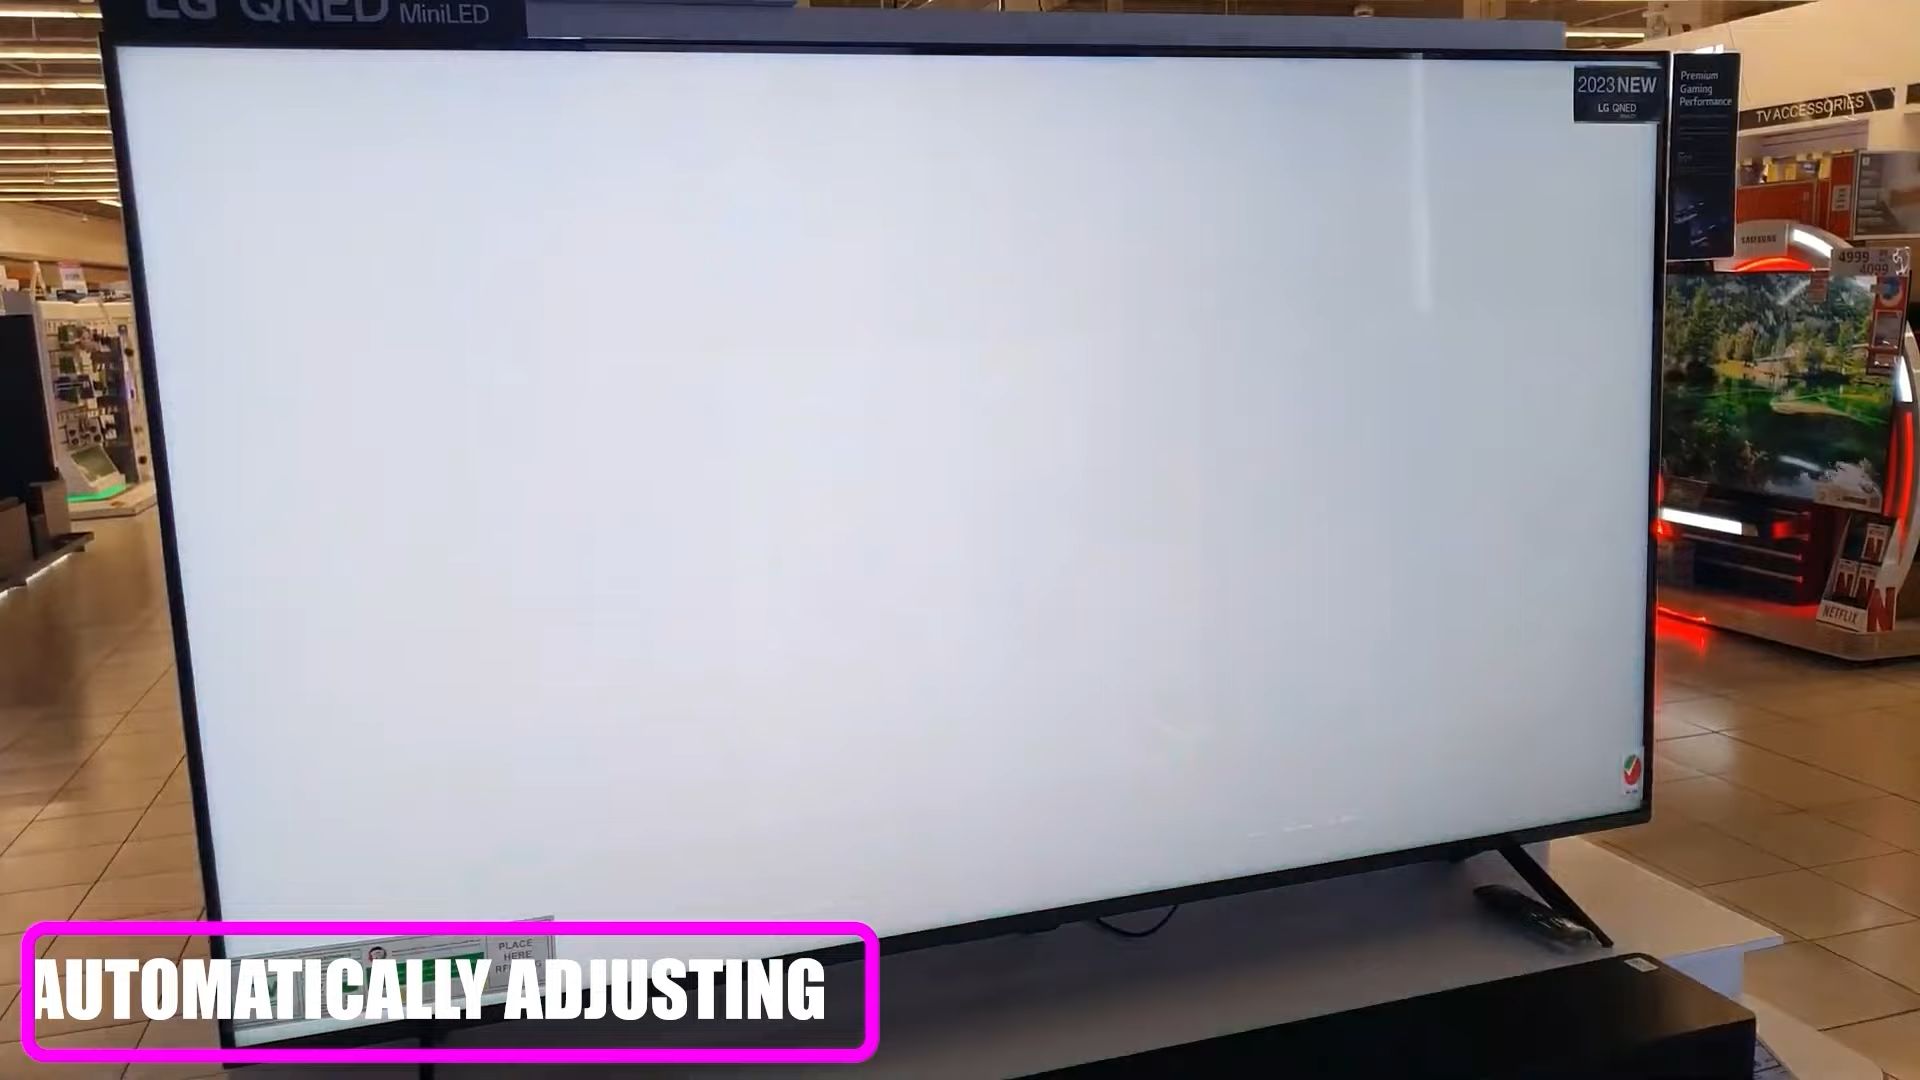 LG QNED MiniLED
2023 NEW
LG QNED
Premium
Gaming
Performance
TV ACCESSORIES
SAMSUNG
4999
4099
NETFLIX
PLACE
HERE
AUTOMATICALLY ADJUSTING